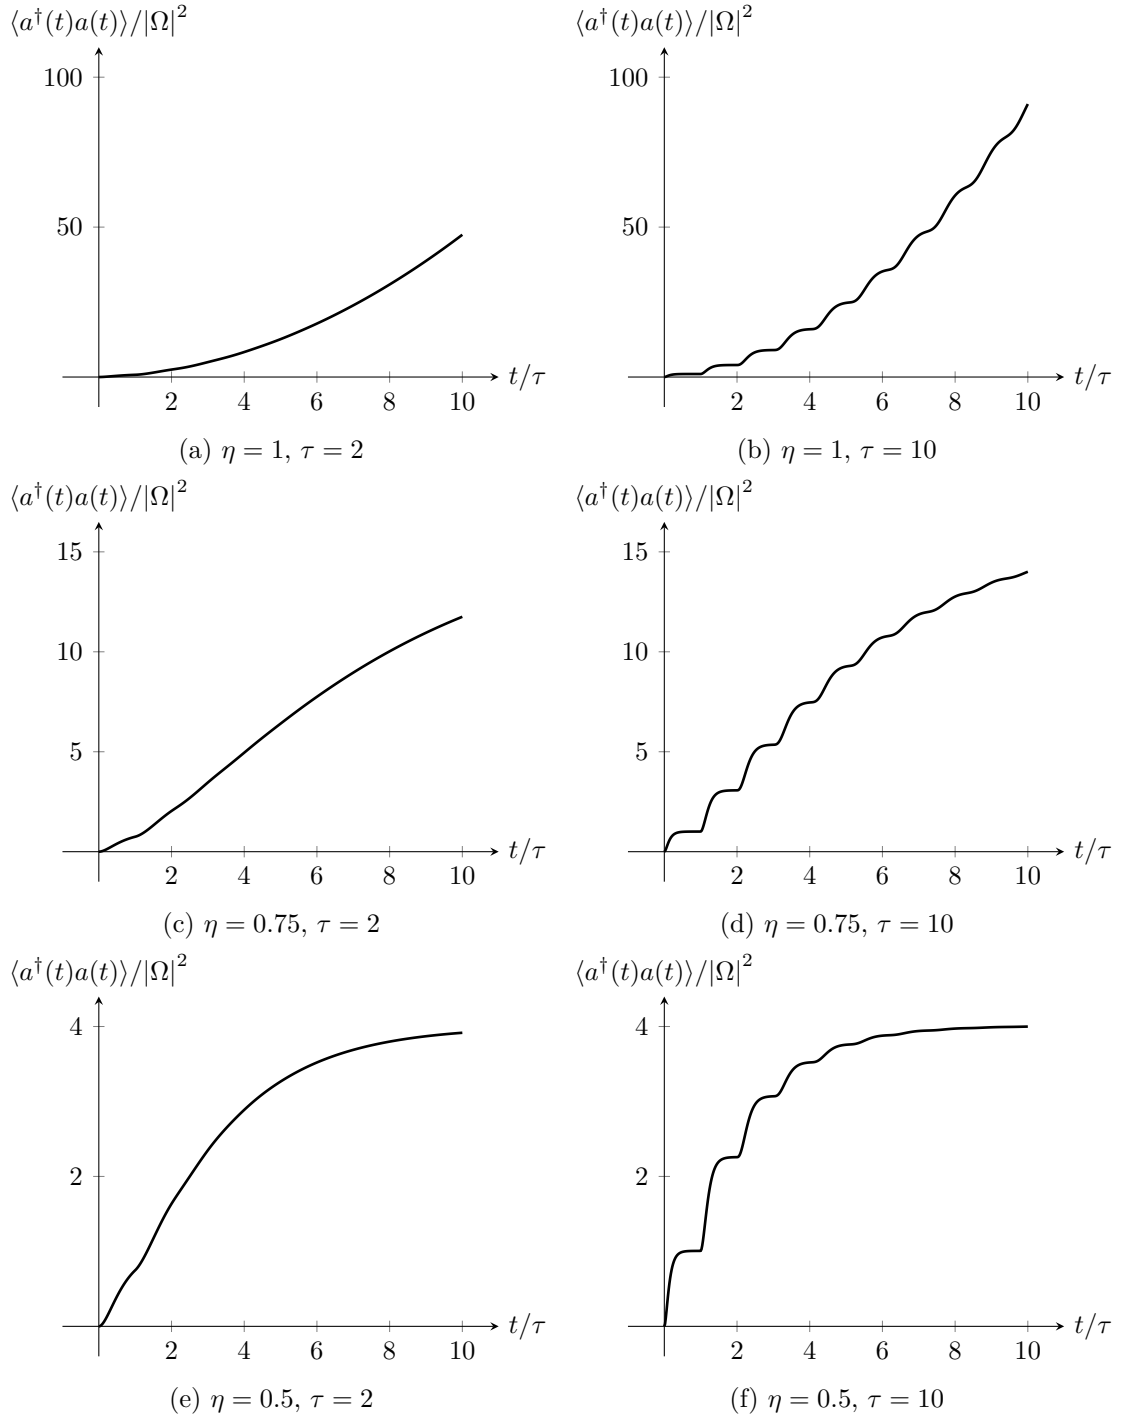 ⟨a†(t)a(t)⟩/|Ω|²
100
50
2 4 6 8 10
t/τ
(a) η = 1, τ = 2
⟨a†(t)a(t)⟩/|Ω|²
100
50
2 4 6 8 10
t/τ
(b) η = 1, τ = 10
⟨a†(t)a(t)⟩/|Ω|²
15
10
5
2 4 6 8 10
t/τ
(c) η = 0.75, τ = 2
⟨a†(t)a(t)⟩/|Ω|²
15
10
5
2 4 6 8 10
t/τ
(d) η = 0.75, τ = 10
⟨a†(t)a(t)⟩/|Ω|²
4
2
2 4 6 8 10
t/τ
(e) η = 0.5, τ = 2
⟨a†(t)a(t)⟩/|Ω|²
4
2
2 4 6 8 10
t/τ
(f) η = 0.5, τ = 10